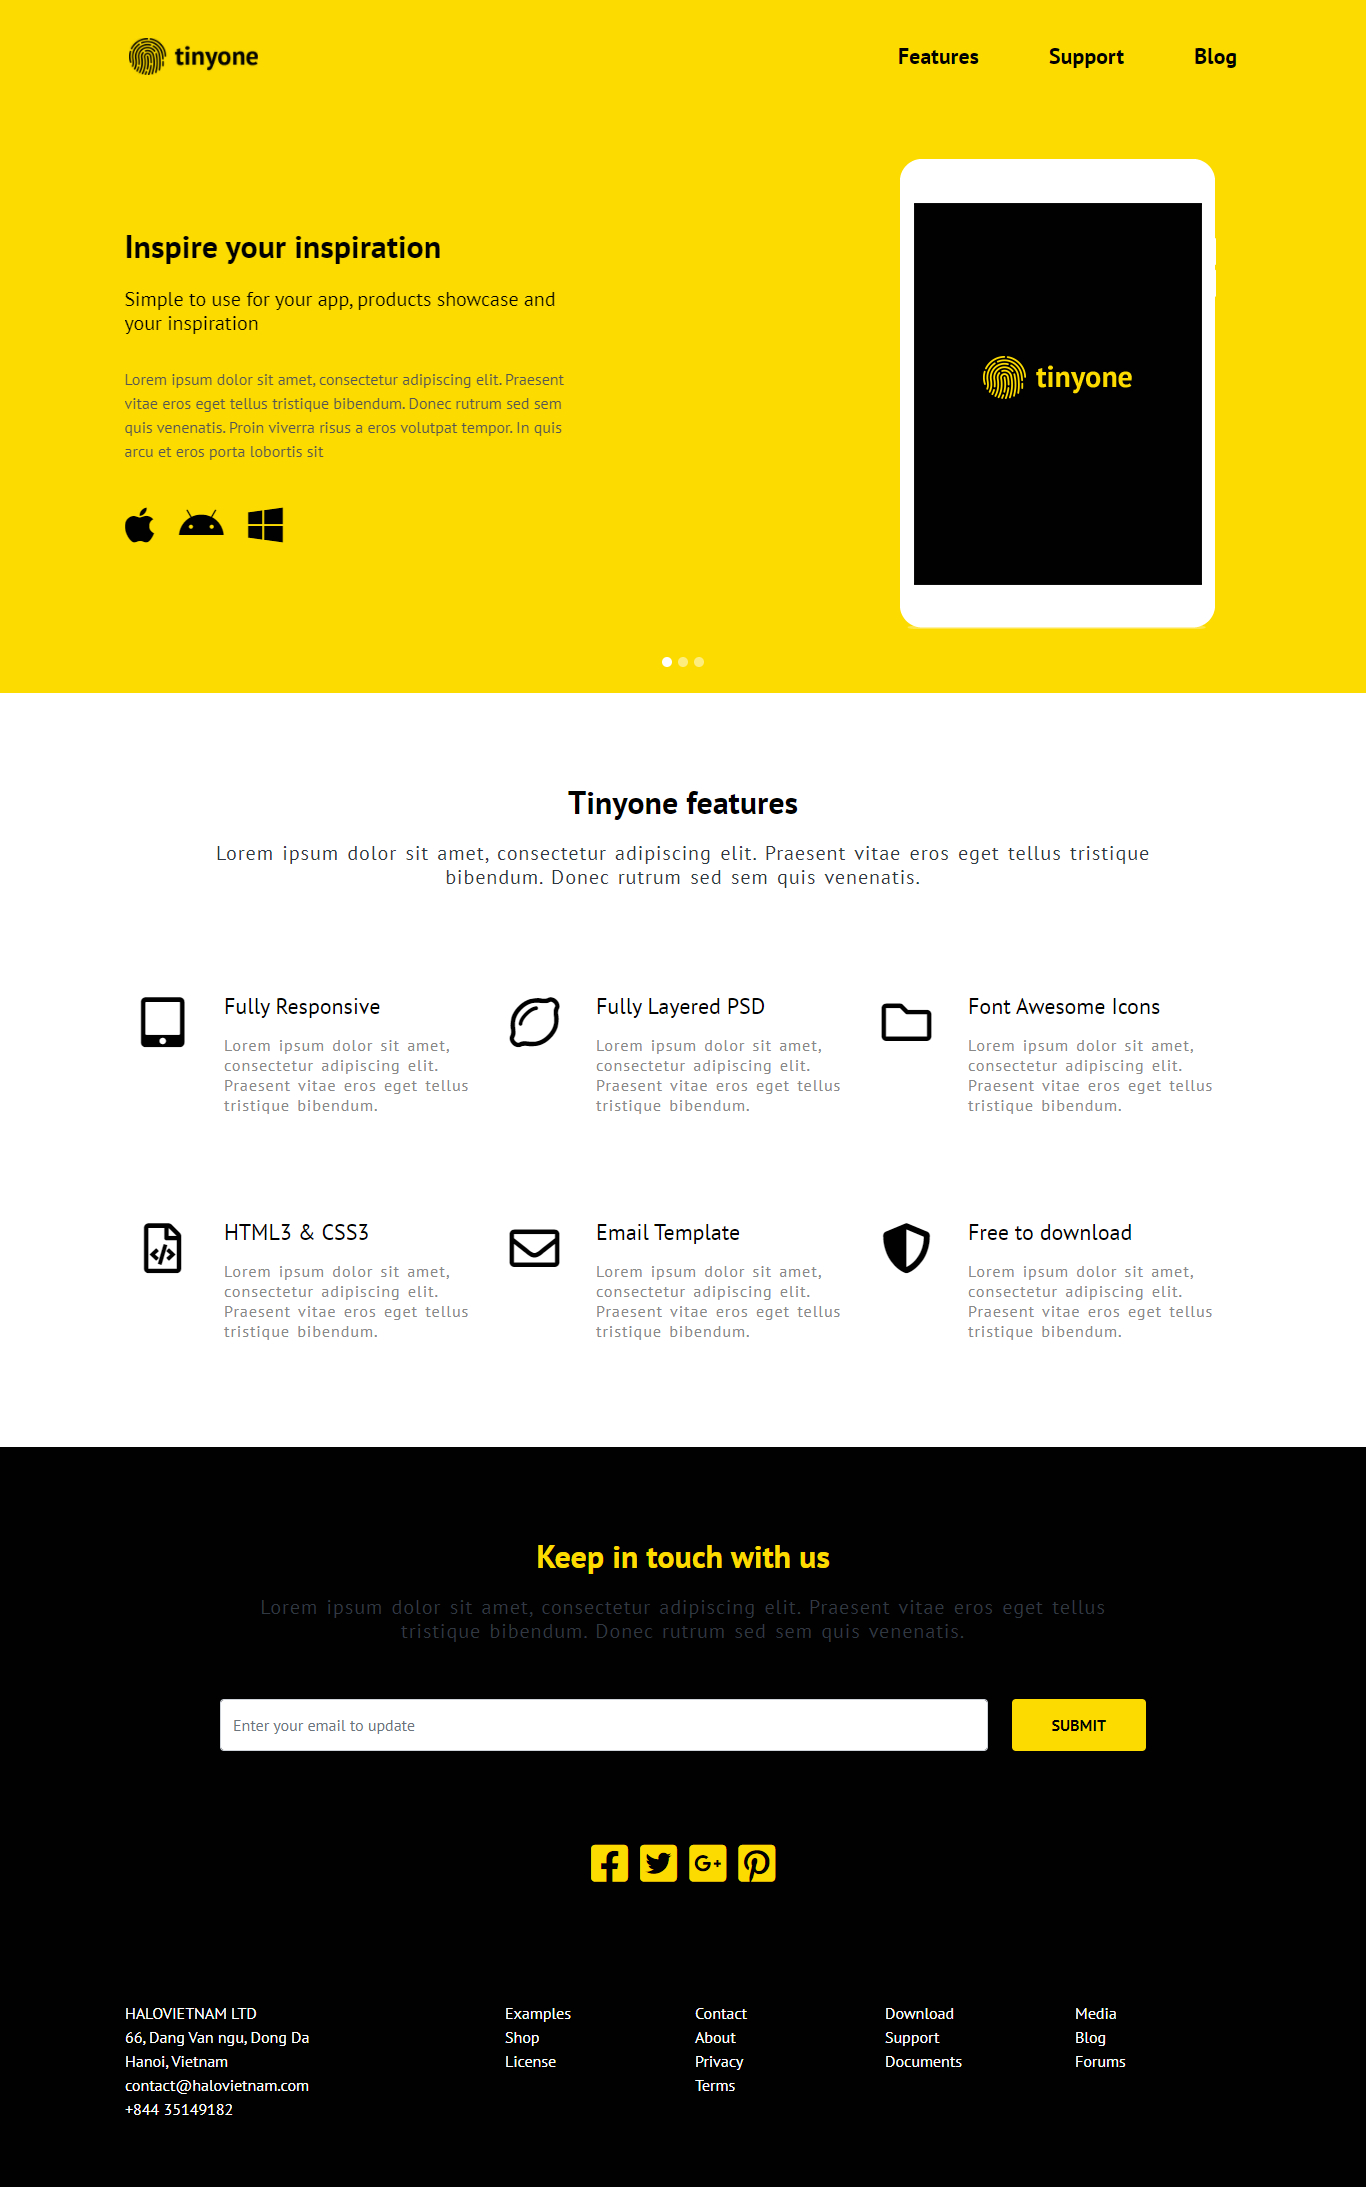 tinyone
Features Support Blog
Inspire your inspiration
Simple to use for your app, products showcase and
your inspiration
Lorem ipsum dolor sit amet, consectetur adipiscing elit. Praesent
vitae eros eget tellus tristique bibendum. Donec rutrum sed sem
quis venenatis. Proin viverra risus a eros volutpat tempor. In quis
arcu et eros porta lobortis sit
tinyone
Tinyone features
Lorem ipsum dolor sit amet, consectetur adipiscing elit. Praesent vitae eros eget tellus tristique
bibendum. Donec rutrum sed sem quis venenatis.
Fully Responsive
Lorem ipsum dolor sit amet,
consectetur adipiscing elit.
Praesent vitae eros eget tellus
tristique bibendum.
Fully Layered PSD
Lorem ipsum dolor sit amet,
consectetur adipiscing elit.
Praesent vitae eros eget tellus
tristique bibendum.
Font Awesome Icons
Lorem ipsum dolor sit amet,
consectetur adipiscing elit.
Praesent vitae eros eget tellus
tristique bibendum.
HTML3 & CSS3
Lorem ipsum dolor sit amet,
consectetur adipiscing elit.
Praesent vitae eros eget tellus
tristique bibendum.
Email Template
Lorem ipsum dolor sit amet,
consectetur adipiscing elit.
Praesent vitae eros eget tellus
tristique bibendum.
Free to download
Lorem ipsum dolor sit amet,
consectetur adipiscing elit.
Praesent vitae eros eget tellus
tristique bibendum.
Keep in touch with us
Lorem ipsum dolor sit amet, consectetur adipiscing elit. Praesent vitae eros eget tellus
tristique bibendum. Donec rutrum sed sem quis venenatis.
Enter your email to update
SUBMIT
HALOVIETNAM LTD
66, Dang Van ngu, Dong Da
Hanoi, Vietnam
contact@halovietnam.com
+844 35149182
Examples
Shop
License
Contact
About
Privacy
Terms
Download
Support
Documents
Media
Blog
Forums